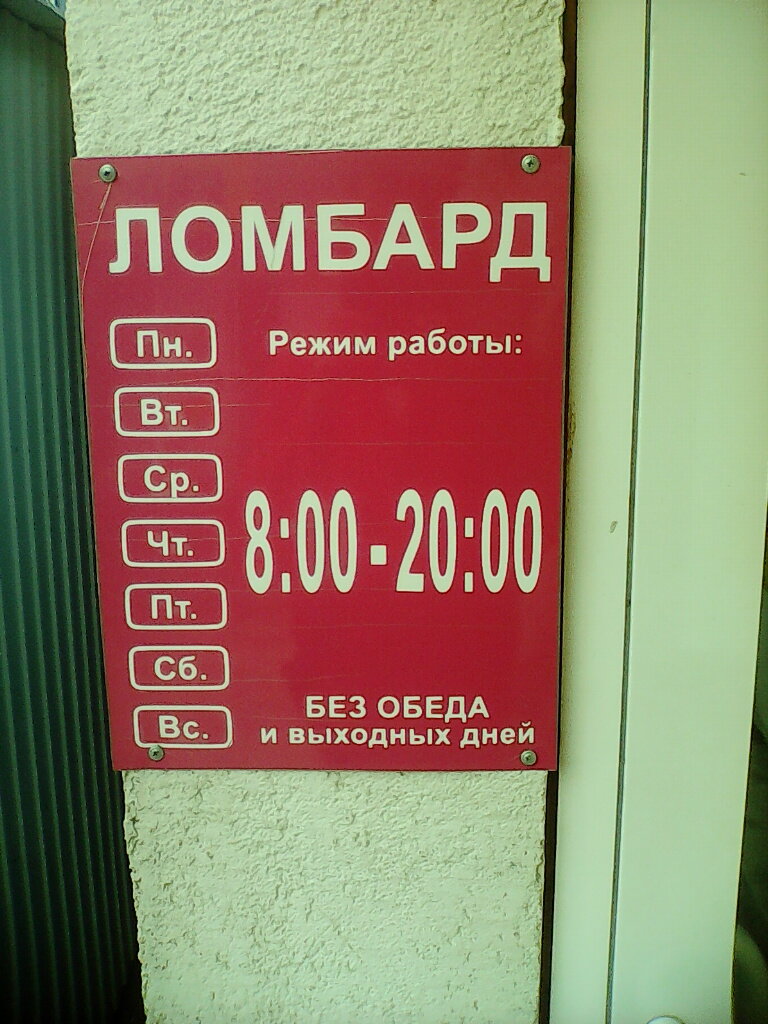 ЛОМБАРД
Пн.
Режим работы:
Вт.
Ср.
Чт.
8:00-20:00
Пт.
Сб.
Вс.
БЕЗ ОБЕДА
и выходных дней